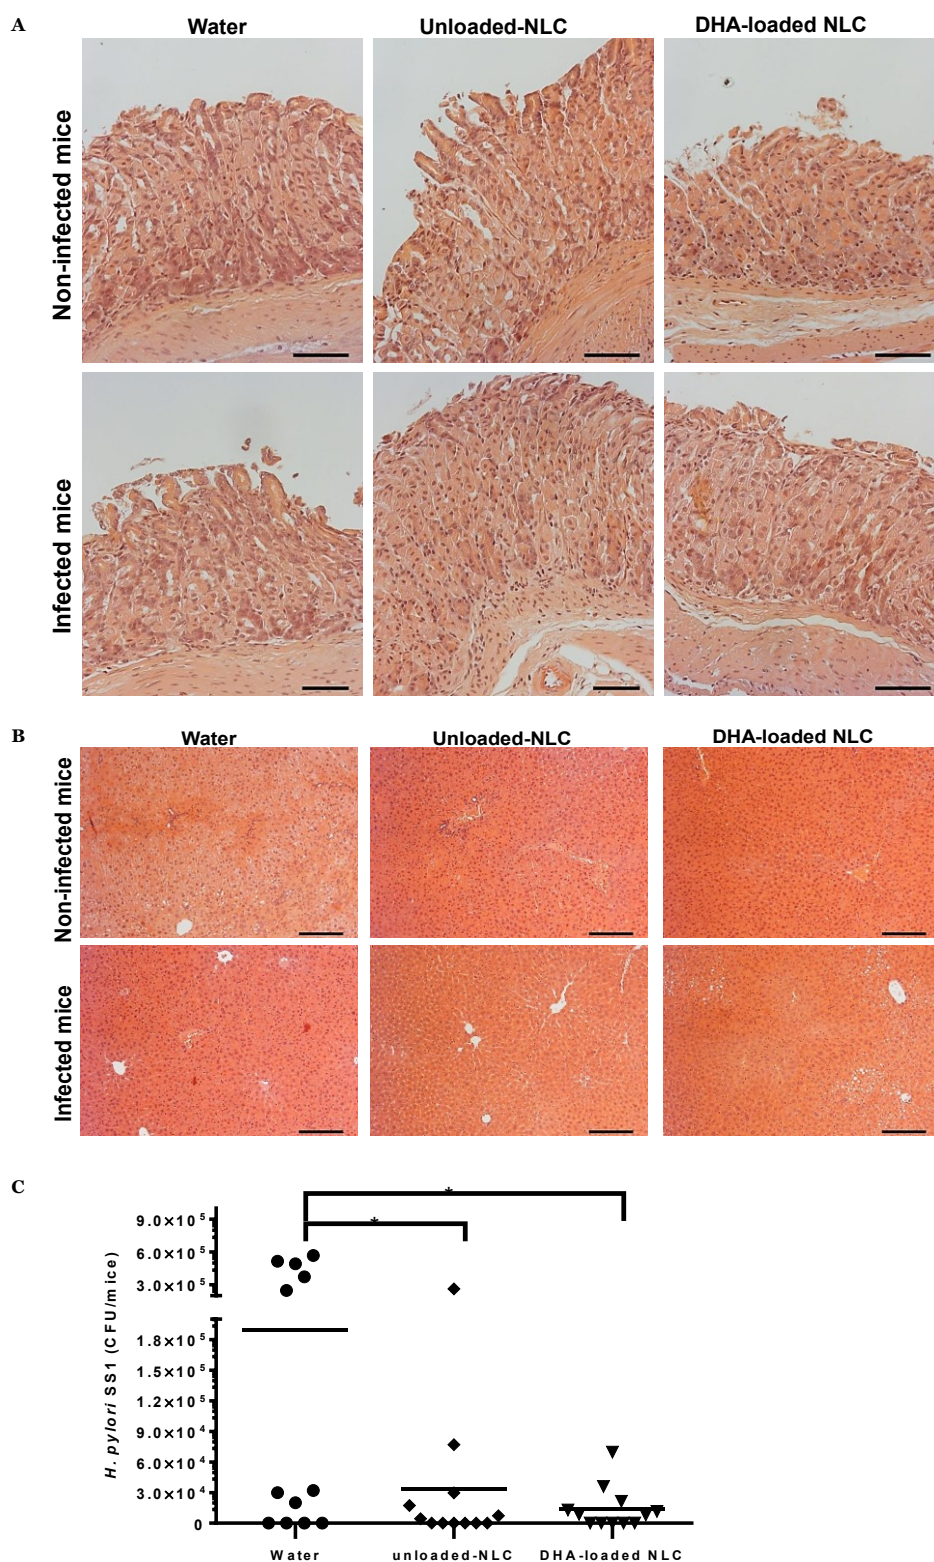 A
Water
Unloaded-NLC
DHA-loaded NLC
Non-infected mice
Infected mice
B
Water
Unloaded-NLC
DHA-loaded NLC
Non-infected mice
Infected mice
C
*
*
H. pylori SS1 (CFU/mice)
9.0×10⁵
6.0×10⁵
3.0×10⁵
1.8×10⁵
1.5×10⁵
1.2×10⁵
9.0×10⁴
6.0×10⁴
3.0×10⁴
0
Water
unloaded-NLC
DHA-loaded NLC